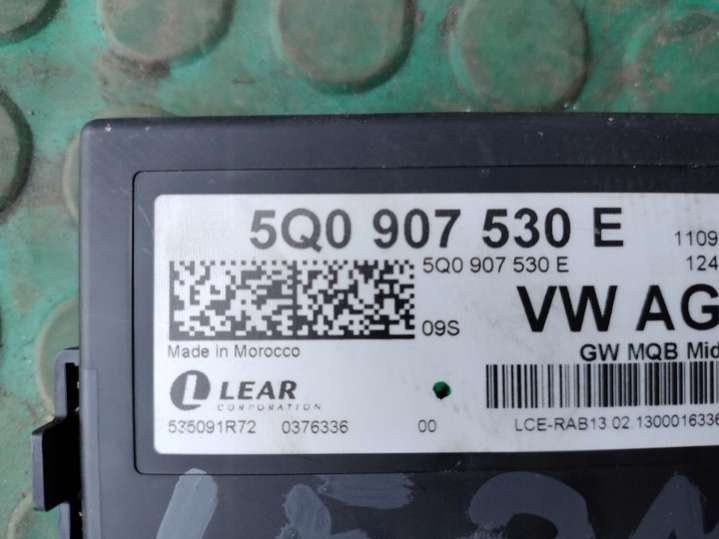 5Q0 907 530 E
1109
5Q0 907 530 E
124
09S
VW AG
Made in Morocco
GW MQB Mid
LEAR
CORPORATION
535091R72 0376336 00
LCE-RAB13.02.1300016336